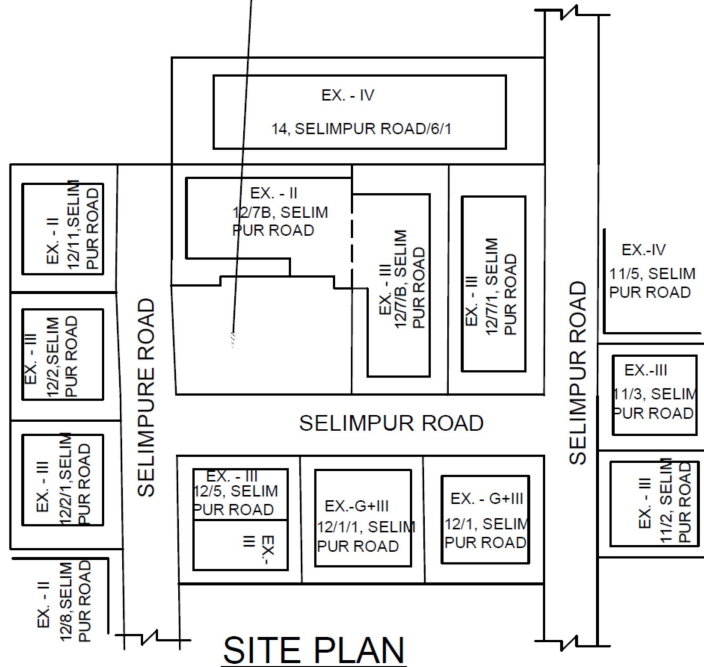 EX. - IV
14, SELIMPUR ROAD/6/1
EX. - II
12/11,SELIM
PUR ROAD
EX. - II
12/7B, SELIM
PUR ROAD
EX. - III
12/7/B, SELIM
PUR ROAD
EX. - III
12/7/1, SELIM
PUR ROAD
EX.-IV
11/5, SELIM
PUR ROAD
EX. - III
12/2,SELIM
PUR ROAD
SELIMPURE ROAD
SELIMPUR ROAD
EX.-III
11/3, SELIM
PUR ROAD
SELIMPUR ROAD
EX. - III
12/2/1,SELIM
PUR ROAD
EX. - III
12/5, SELIM
PUR ROAD
EX.-
III
EX.-G+III
12/1/1, SELIM
PUR ROAD
EX. - G+III
12/1, SELIM
PUR ROAD
EX. - III
11/2, SELIM
PUR ROAD
EX. - II
12/8,SELIM
PUR ROAD
SITE PLAN